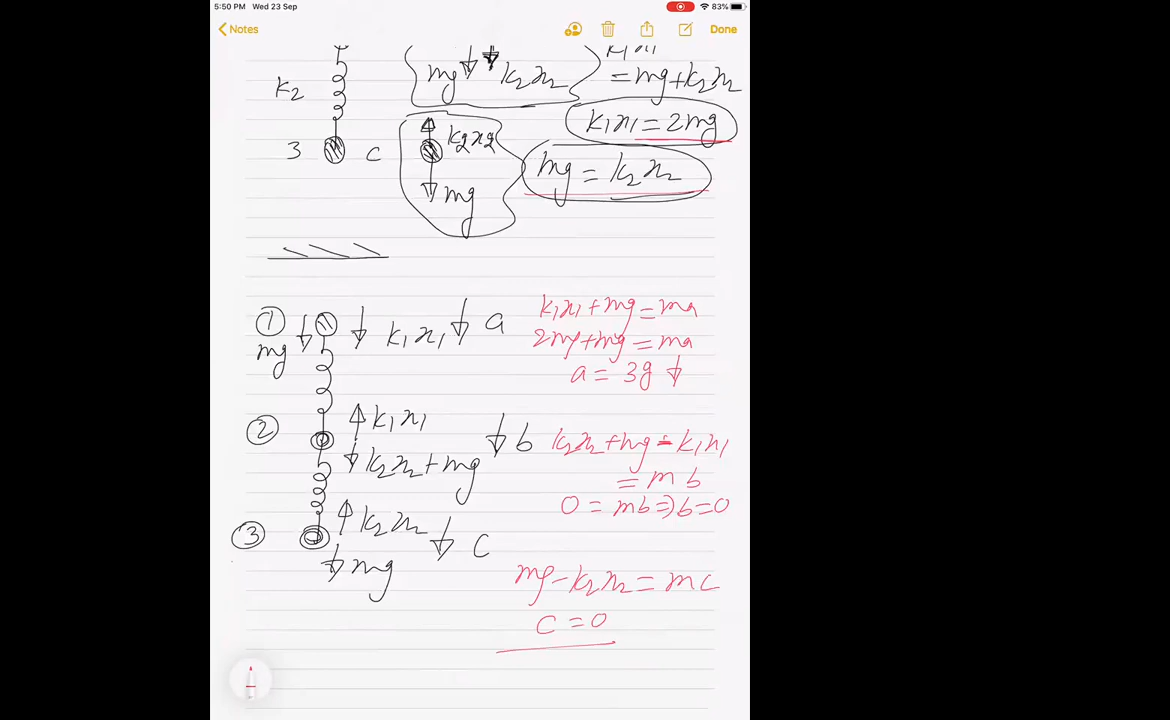 5:50 PM Wed 23 Sep
83%
Notes
Done
k₂
mg
k₂x₂
= mg + k₂x₂
k₁x₁ = 2mg
3
C
k₂x₂
mg
mg = k₂x₂
①
mg
k₁x₁
a
k₁x₁ + mg = ma
2mg + mg = ma
a = 3g ↓
②
↑ k₁x₁
↓ k₂x₂ + mg
↓ b
k₂x₂ + mg - k₁x₁
= m b
0 = mb ⇒ b = 0
③
↑ k₂x₂
↓ mg
↓ C
mg - k₂x₂ = mc
C = 0